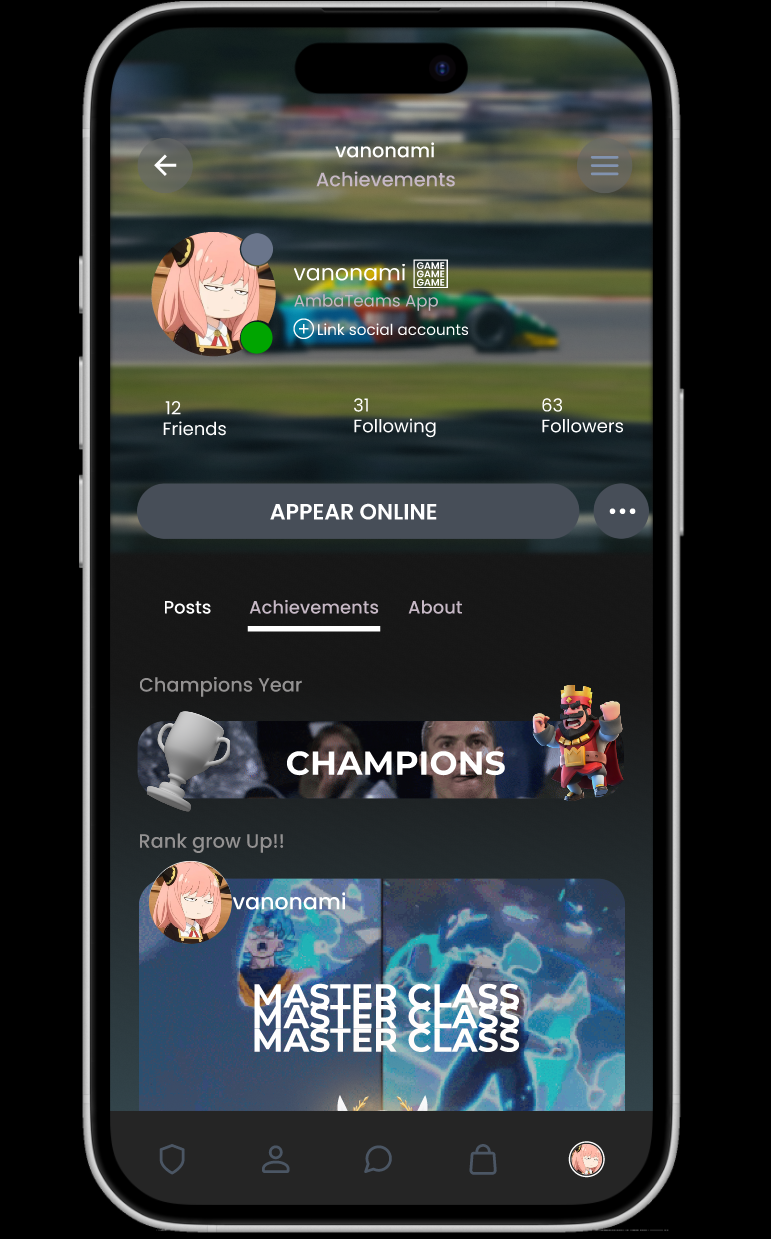 vanonami
Achievements
vanonami
GAME
GAME
GAME
AmbaTeams App
Link social accounts
12
Friends
31
Following
63
Followers
APPEAR ONLINE
Posts Achievements About
Champions Year
CHAMPIONS
Rank grow Up!!
vanonami
MASTER CLASS
MASTER CLASS
MASTER CLASS